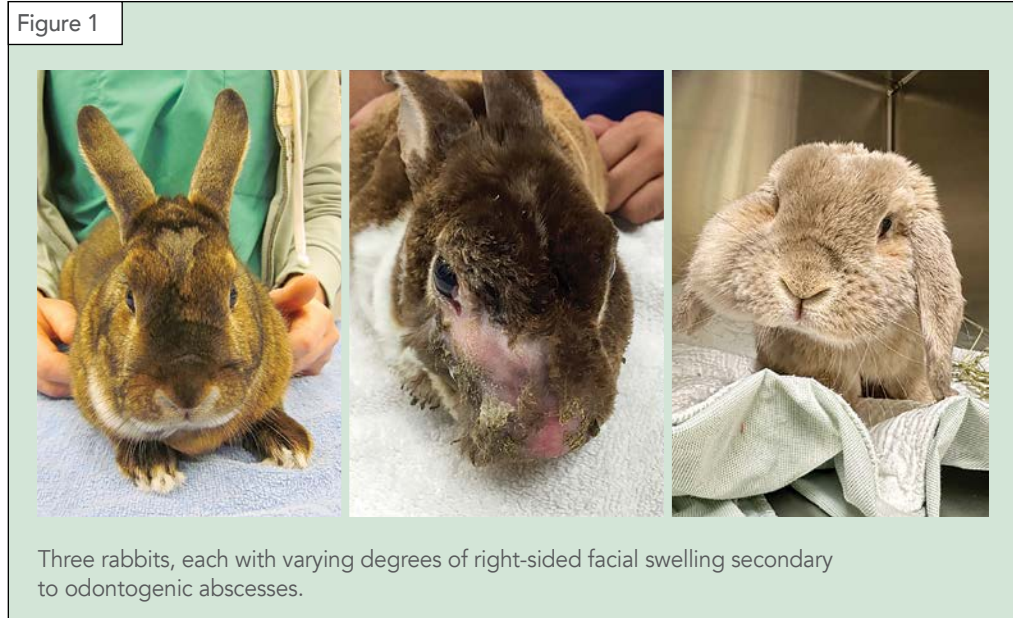 Figure 1
Three rabbits, each with varying degrees of right-sided facial swelling secondary
to odontogenic abscesses.